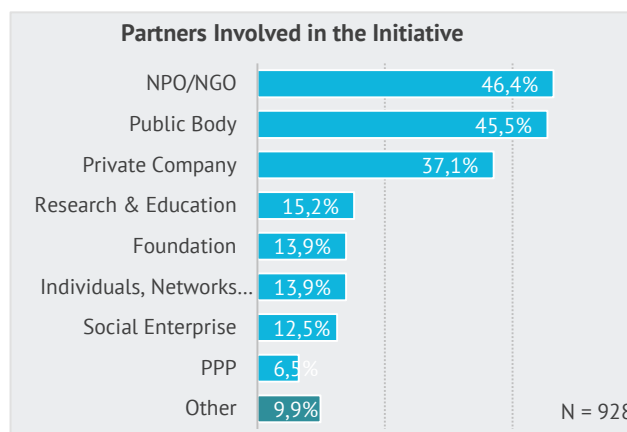 Partners Involved in the Initiative
NPO/NGO 46,4%
Public Body 45,5%
Private Company 37,1%
Research & Education 15,2%
Foundation 13,9%
Individuals, Networks... 13,9%
Social Enterprise 12,5%
PPP 6,5%
Other 9,9%
N = 928